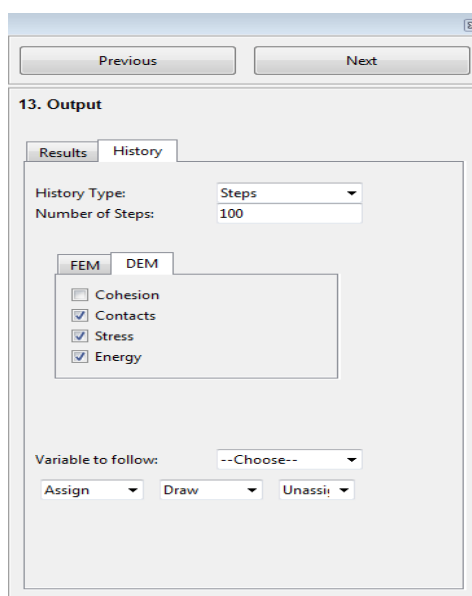 Previous Next
13. Output
Results History
History Type: Steps
Number of Steps: 100
FEM DEM
Cohesion
Contacts
Stress
Energy
Variable to follow: --Choose--
Assign Draw Unassi